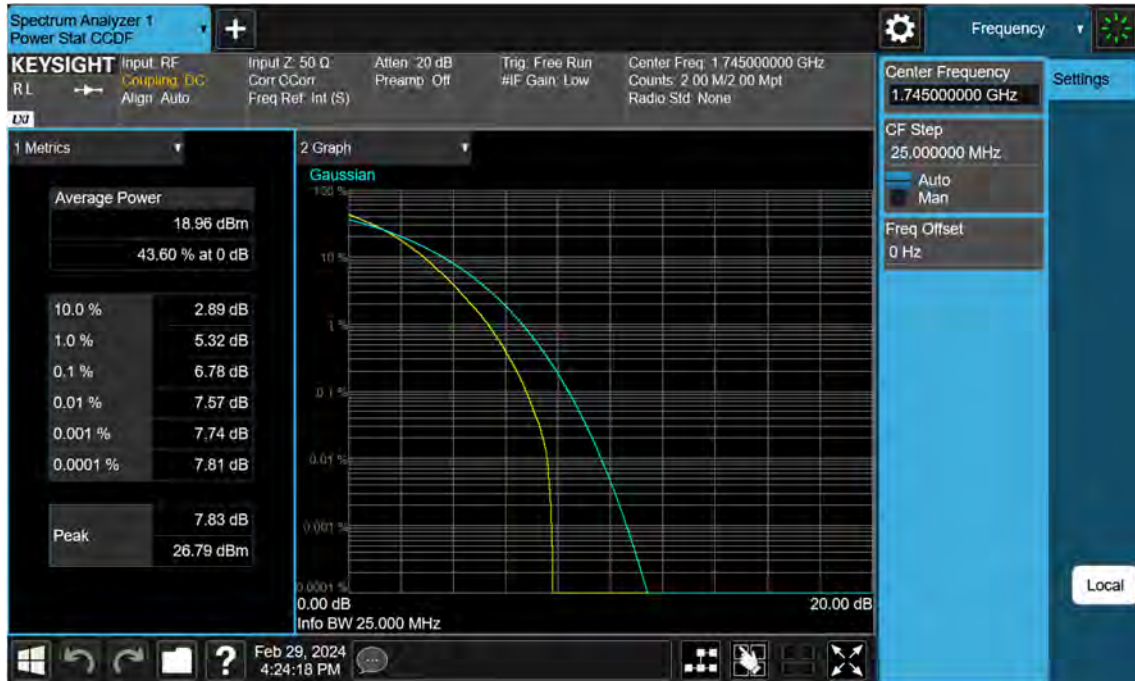 Spectrum Analyzer 1
Power Stat CCDF
+
Frequency
KEYSIGHT
RL
LXI
Input: RF
Coupling: DC
Align: Auto
Input Z: 50 Ω
Corr CCorr
Freq Ref: Int (S)
Atten: 20 dB
Preamp: Off
Trig: Free Run
#IF Gain: Low
Center Freq: 1.745000000 GHz
Counts: 2.00 M/2.00 Mpt
Radio Std: None
Center Frequency
1.745000000 GHz
Settings
CF Step
25.000000 MHz
Auto
Man
Freq Offset
0 Hz
1 Metrics
Average Power
18.96 dBm
43.60 % at 0 dB
10.0 % 2.89 dB
1.0 % 5.32 dB
0.1 % 6.78 dB
0.01 % 7.57 dB
0.001 % 7.74 dB
0.0001 % 7.81 dB
Peak
7.83 dB
26.79 dBm
2 Graph
Gaussian
100 %
10 %
1 %
0.1 %
0.01 %
0.001 %
0.0001 %
0.00 dB 20.00 dB
Info BW 25.000 MHz
Local
?
Feb 29, 2024
4:24:18 PM